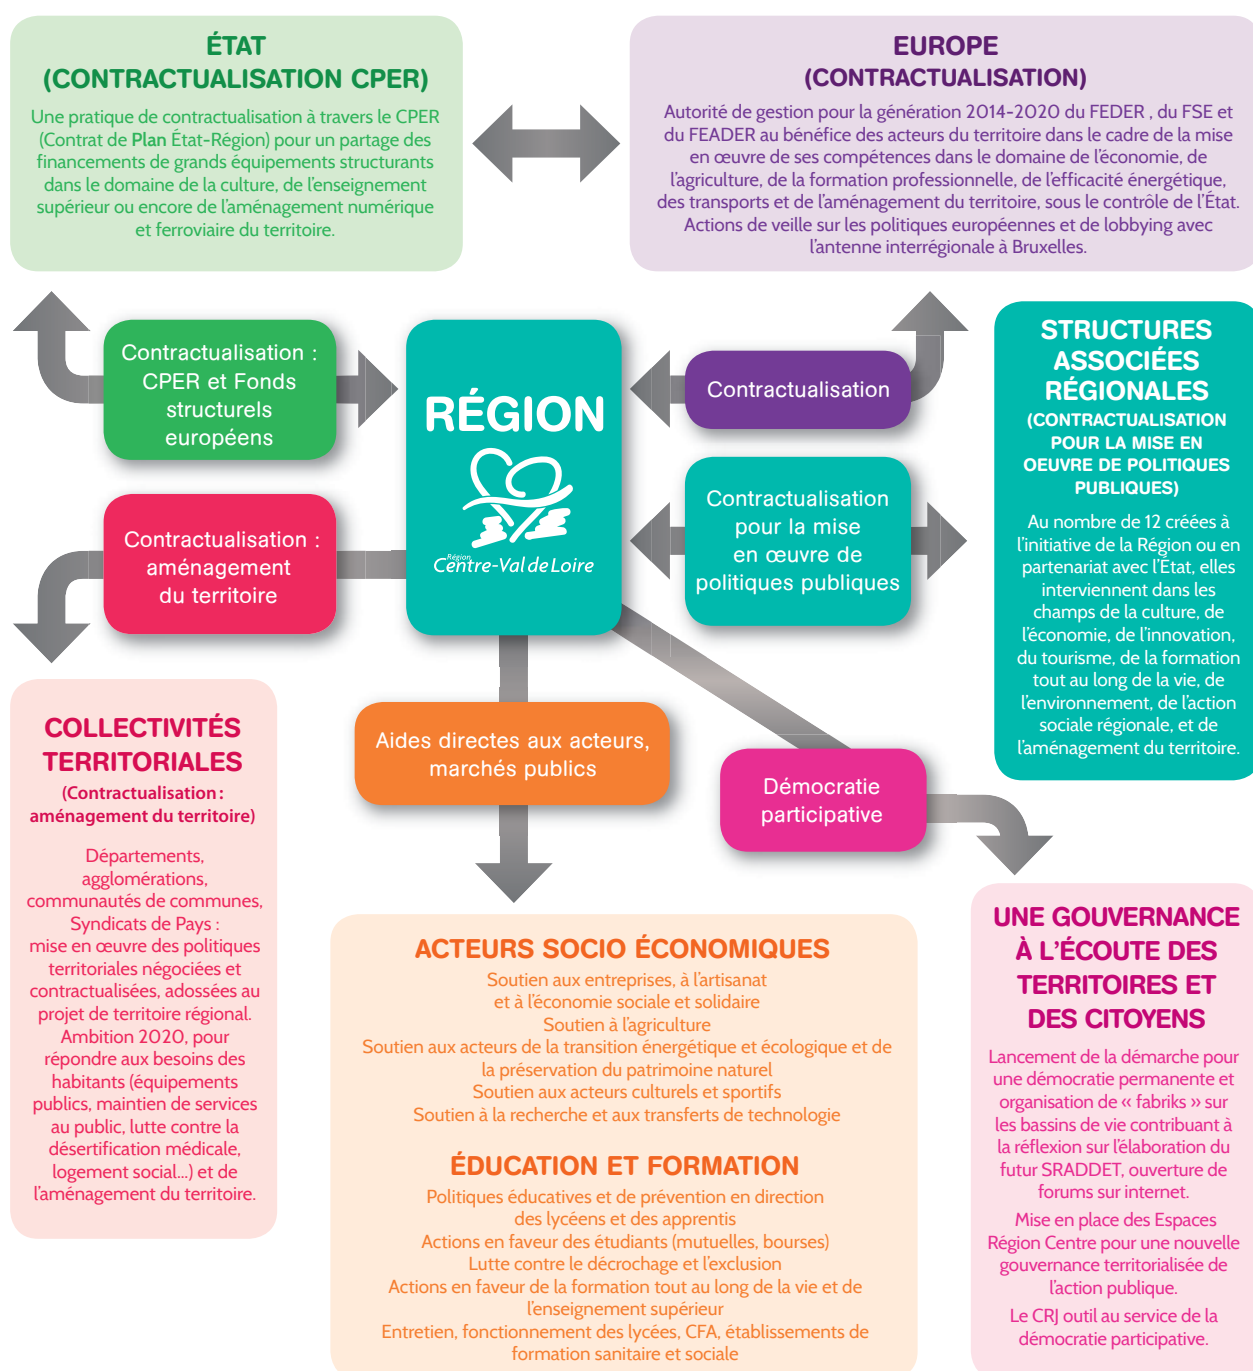 ÉTAT
(CONTRACTUALISATION CPER)
Une pratique de contractualisation à travers le CPER
(Contrat de Plan État-Région) pour un partage des
financements de grands équipements structurants
dans le domaine de la culture, de l’enseignement
supérieur ou encore de l’aménagement numérique
et ferroviaire du territoire.
EUROPE
(CONTRACTUALISATION)
Autorité de gestion pour la génération 2014-2020 du FEDER , du FSE et
du FEADER au bénéfice des acteurs du territoire dans le cadre de la mise
en œuvre de ses compétences dans le domaine de l’économie, de
l’agriculture, de la formation professionnelle, de l’efficacité énergétique,
des transports et de l’aménagement du territoire, sous le contrôle de l’État.
Actions de veille sur les politiques européennes et de lobbying avec
l’antenne interrégionale à Bruxelles.
Contractualisation :
CPER et Fonds
structurels
européens
RÉGION
Région
Centre-Val de Loire
Contractualisation
Contractualisation
pour la mise
en œuvre de
politiques publiques
STRUCTURES
ASSOCIÉES
RÉGIONALES
(CONTRACTUALISATION
POUR LA MISE EN
OEUVRE DE POLITIQUES
PUBLIQUES)
Au nombre de 12 créées à
l’initiative de la Région ou en
partenariat avec l’État, elles
interviennent dans les
champs de la culture, de
l’économie, de l’innovation,
du tourisme, de la formation
tout au long de la vie, de
l’environnement, de l’action
sociale régionale, et de
l’aménagement du territoire.
Contractualisation :
aménagement
du territoire
Aides directes aux acteurs,
marchés publics
Démocratie
participative
COLLECTIVITÉS
TERRITORIALES
(Contractualisation :
aménagement du territoire)
Départements,
agglomérations,
communautés de communes,
Syndicats de Pays :
mise en œuvre des politiques
territoriales négociées et
contractualisées, adossées au
projet de territoire régional.
Ambition 2020, pour
répondre aux besoins des
habitants (équipements
publics, maintien de services
au public, lutte contre la
désertification médicale,
logement social...) et de
l’aménagement du territoire.
ACTEURS SOCIO ÉCONOMIQUES
Soutien aux entreprises, à l’artisanat
et à l’économie sociale et solidaire
Soutien à l’agriculture
Soutien aux acteurs de la transition énergétique et écologique et de
la préservation du patrimoine naturel
Soutien aux acteurs culturels et sportifs
Soutien à la recherche et aux transferts de technologie
ÉDUCATION ET FORMATION
Politiques éducatives et de prévention en direction
des lycéens et des apprentis
Actions en faveur des étudiants (mutuelles, bourses)
Lutte contre le décrochage et l’exclusion
Actions en faveur de la formation tout au long de la vie et de
l’enseignement supérieur
Entretien, fonctionnement des lycées, CFA, établissements de
formation sanitaire et sociale
UNE GOUVERNANCE
À L’ÉCOUTE DES
TERRITOIRES ET
DES CITOYENS
Lancement de la démarche pour
une démocratie permanente et
organisation de « fabriks » sur
les bassins de vie contribuant à
la réflexion sur l’élaboration du
futur SRADDET, ouverture de
forums sur internet.
Mise en place des Espaces
Région Centre pour une nouvelle
gouvernance territorialisée de
l’action publique.
Le CRJ outil au service de la
démocratie participative.